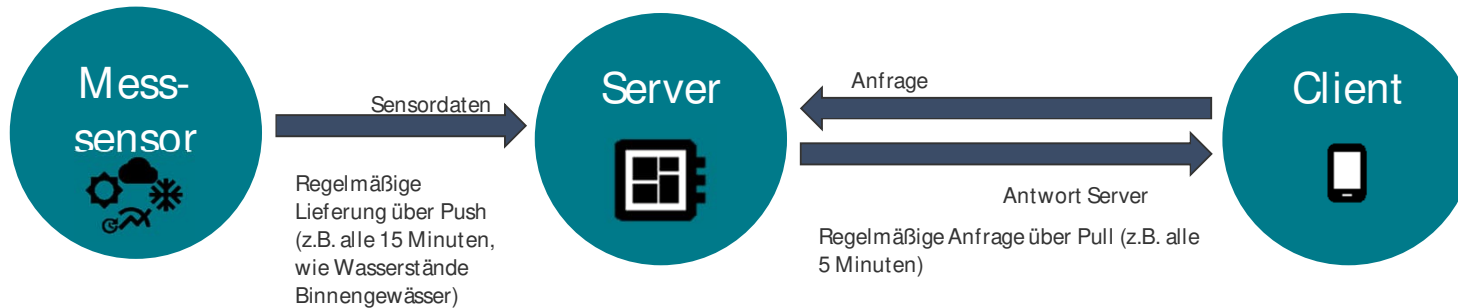 Mess-
sensor
Sensordaten
Regelmäßige
Lieferung über Push
(z.B. alle 15 Minuten,
wie Wasserstände
Binnengewässer)
Server
Anfrage
Antwort Server
Regelmäßige Anfrage über Pull (z.B. alle
5 Minuten)
Client